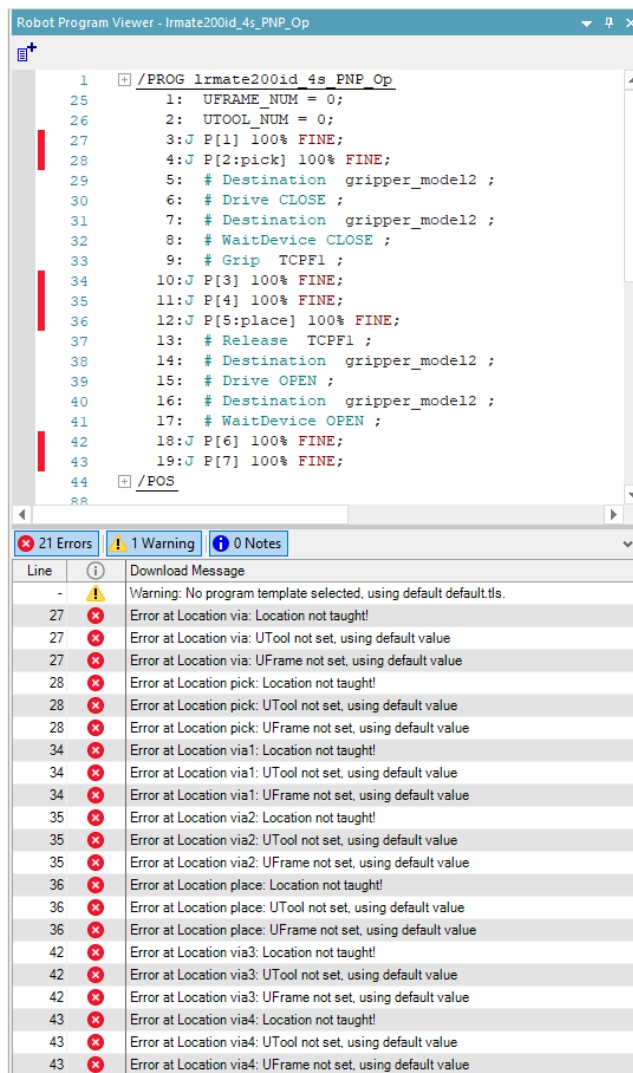 Robot Program Viewer - lrmate200id_4s_PNP_Op
1 /PROG lrmate200id_4s_PNP_Op
25 1: UFRAME_NUM = 0;
26 2: UTOOL_NUM = 0;
27 3:J P[1] 100% FINE;
28 4:J P[2:pick] 100% FINE;
29 5: # Destination gripper_model2 ;
30 6: # Drive CLOSE ;
31 7: # Destination gripper_model2 ;
32 8: # WaitDevice CLOSE ;
33 9: # Grip TCPF1 ;
34 10:J P[3] 100% FINE;
35 11:J P[4] 100% FINE;
36 12:J P[5:place] 100% FINE;
37 13: # Release TCPF1 ;
38 14: # Destination gripper_model2 ;
39 15: # Drive OPEN ;
40 16: # Destination gripper_model2 ;
41 17: # WaitDevice OPEN ;
42 18:J P[6] 100% FINE;
43 19:J P[7] 100% FINE;
44 /POS
88
21 Errors 1 Warning 0 Notes
Line Download Message
- Warning: No program template selected, using default default.tls.
27 Error at Location via: Location not taught!
27 Error at Location via: UTool not set, using default value
27 Error at Location via: UFrame not set, using default value
28 Error at Location pick: Location not taught!
28 Error at Location pick: UTool not set, using default value
28 Error at Location pick: UFrame not set, using default value
34 Error at Location via1: Location not taught!
34 Error at Location via1: UTool not set, using default value
34 Error at Location via1: UFrame not set, using default value
35 Error at Location via2: Location not taught!
35 Error at Location via2: UTool not set, using default value
35 Error at Location via2: UFrame not set, using default value
36 Error at Location place: Location not taught!
36 Error at Location place: UTool not set, using default value
36 Error at Location place: UFrame not set, using default value
42 Error at Location via3: Location not taught!
42 Error at Location via3: UTool not set, using default value
42 Error at Location via3: UFrame not set, using default value
43 Error at Location via4: Location not taught!
43 Error at Location via4: UTool not set, using default value
43 Error at Location via4: UFrame not set, using default value